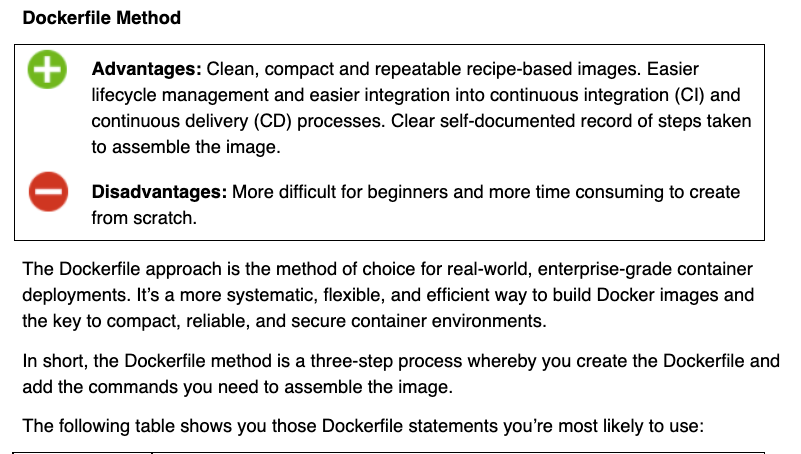 Dockerfile Method
Advantages: Clean, compact and repeatable recipe-based images. Easier
lifecycle management and easier integration into continuous integration (CI) and
continuous delivery (CD) processes. Clear self-documented record of steps taken
to assemble the image.
Disadvantages: More difficult for beginners and more time consuming to create
from scratch.
The Dockerfile approach is the method of choice for real-world, enterprise-grade container
deployments. It’s a more systematic, flexible, and efficient way to build Docker images and
the key to compact, reliable, and secure container environments.
In short, the Dockerfile method is a three-step process whereby you create the Dockerfile and
add the commands you need to assemble the image.
The following table shows you those Dockerfile statements you’re most likely to use: